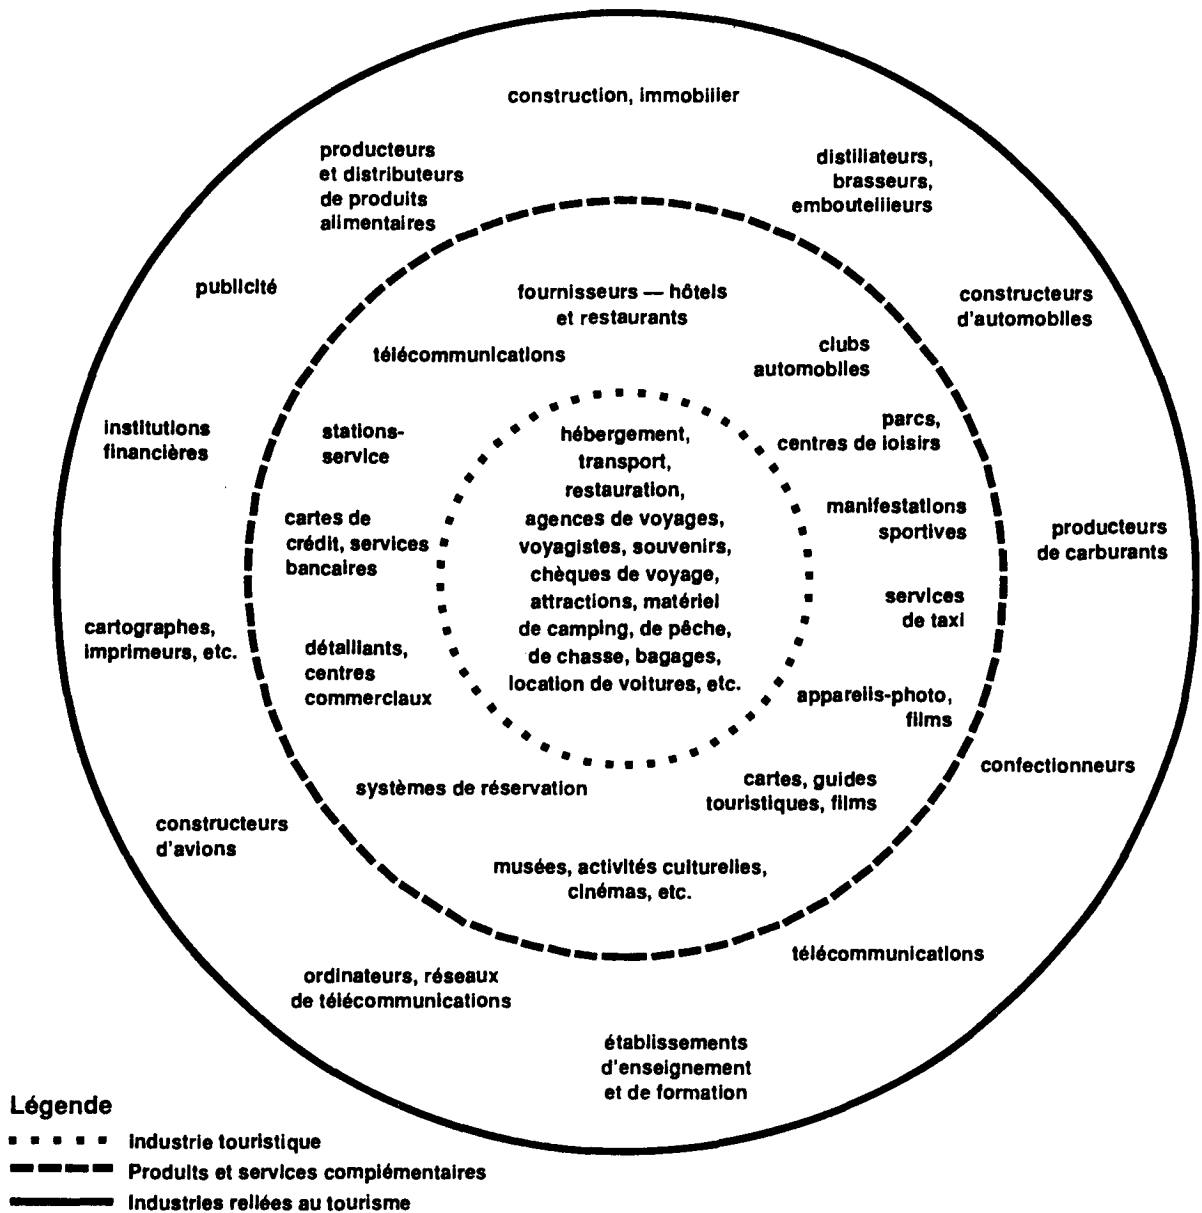 construction, immobilier
producteurs
et distributeurs
de produits
alimentaires
distillateurs,
brasseurs,
embouteilleurs
publicité
constructeurs
d'automobiles
fournisseurs — hôtels
et restaurants
télécommunications
clubs
automobiles
institutions
financières
stations-
service
parcs,
centres de loisirs
hébergement,
transport,
restauration,
agences de voyages,
voyagistes, souvenirs,
chèques de voyage,
attractions, matériel
de camping, de pêche,
de chasse, bagages,
location de voitures, etc.
cartes de
crédit, services
bancaires
manifestations
sportives
producteurs
de carburants
services
de taxi
cartographes,
imprimeurs, etc.
détaillants,
centres
commerciaux
appareils-photo,
films
confectionneurs
systèmes de réservation
cartes, guides
touristiques, films
constructeurs
d'avions
musées, activités culturelles,
cinémas, etc.
télécommunications
ordinateurs, réseaux
de télécommunications
établissements
d'enseignement
et de formation
Légende
Industrie touristique
Produits et services complémentaires
Industries reliées au tourisme